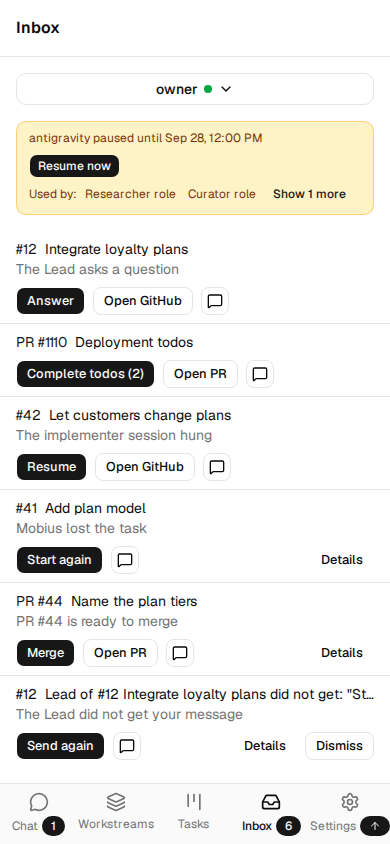 Inbox
owner
antigravity paused until Sep 28, 12:00 PM
Resume now
Used by: Researcher role Curator role Show 1 more
#12 Integrate loyalty plans
The Lead asks a question
Answer Open GitHub
PR #1110 Deployment todos
Complete todos (2) Open PR
#42 Let customers change plans
The implementer session hung
Resume Open GitHub
#41 Add plan model
Mobius lost the task
Start again Details
PR #44 Name the plan tiers
PR #44 is ready to merge
Merge Open PR Details
#12 Lead of #12 Integrate loyalty plans did not get: "St...
The Lead did not get your message
Send again Details Dismiss
Chat 1 Workstreams Tasks Inbox 6 Settings ↑